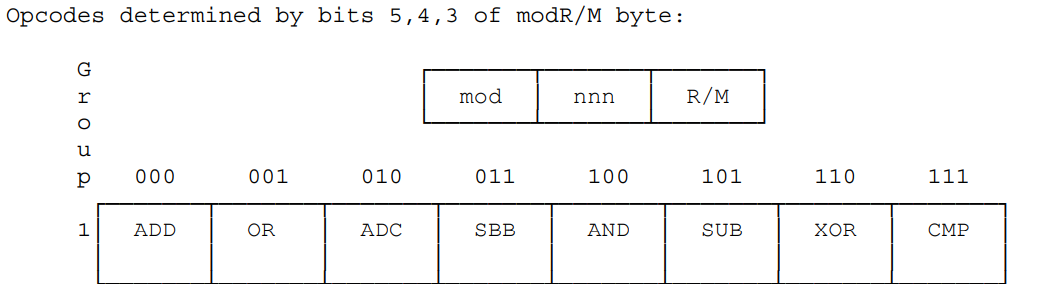 Opcodes determined by bits 5,4,3 of modR/M byte:
G
r
o
u
p
mod nnn R/M
000 001 010 011 100 101 110 111
1 ADD OR ADC SBB AND SUB XOR CMP